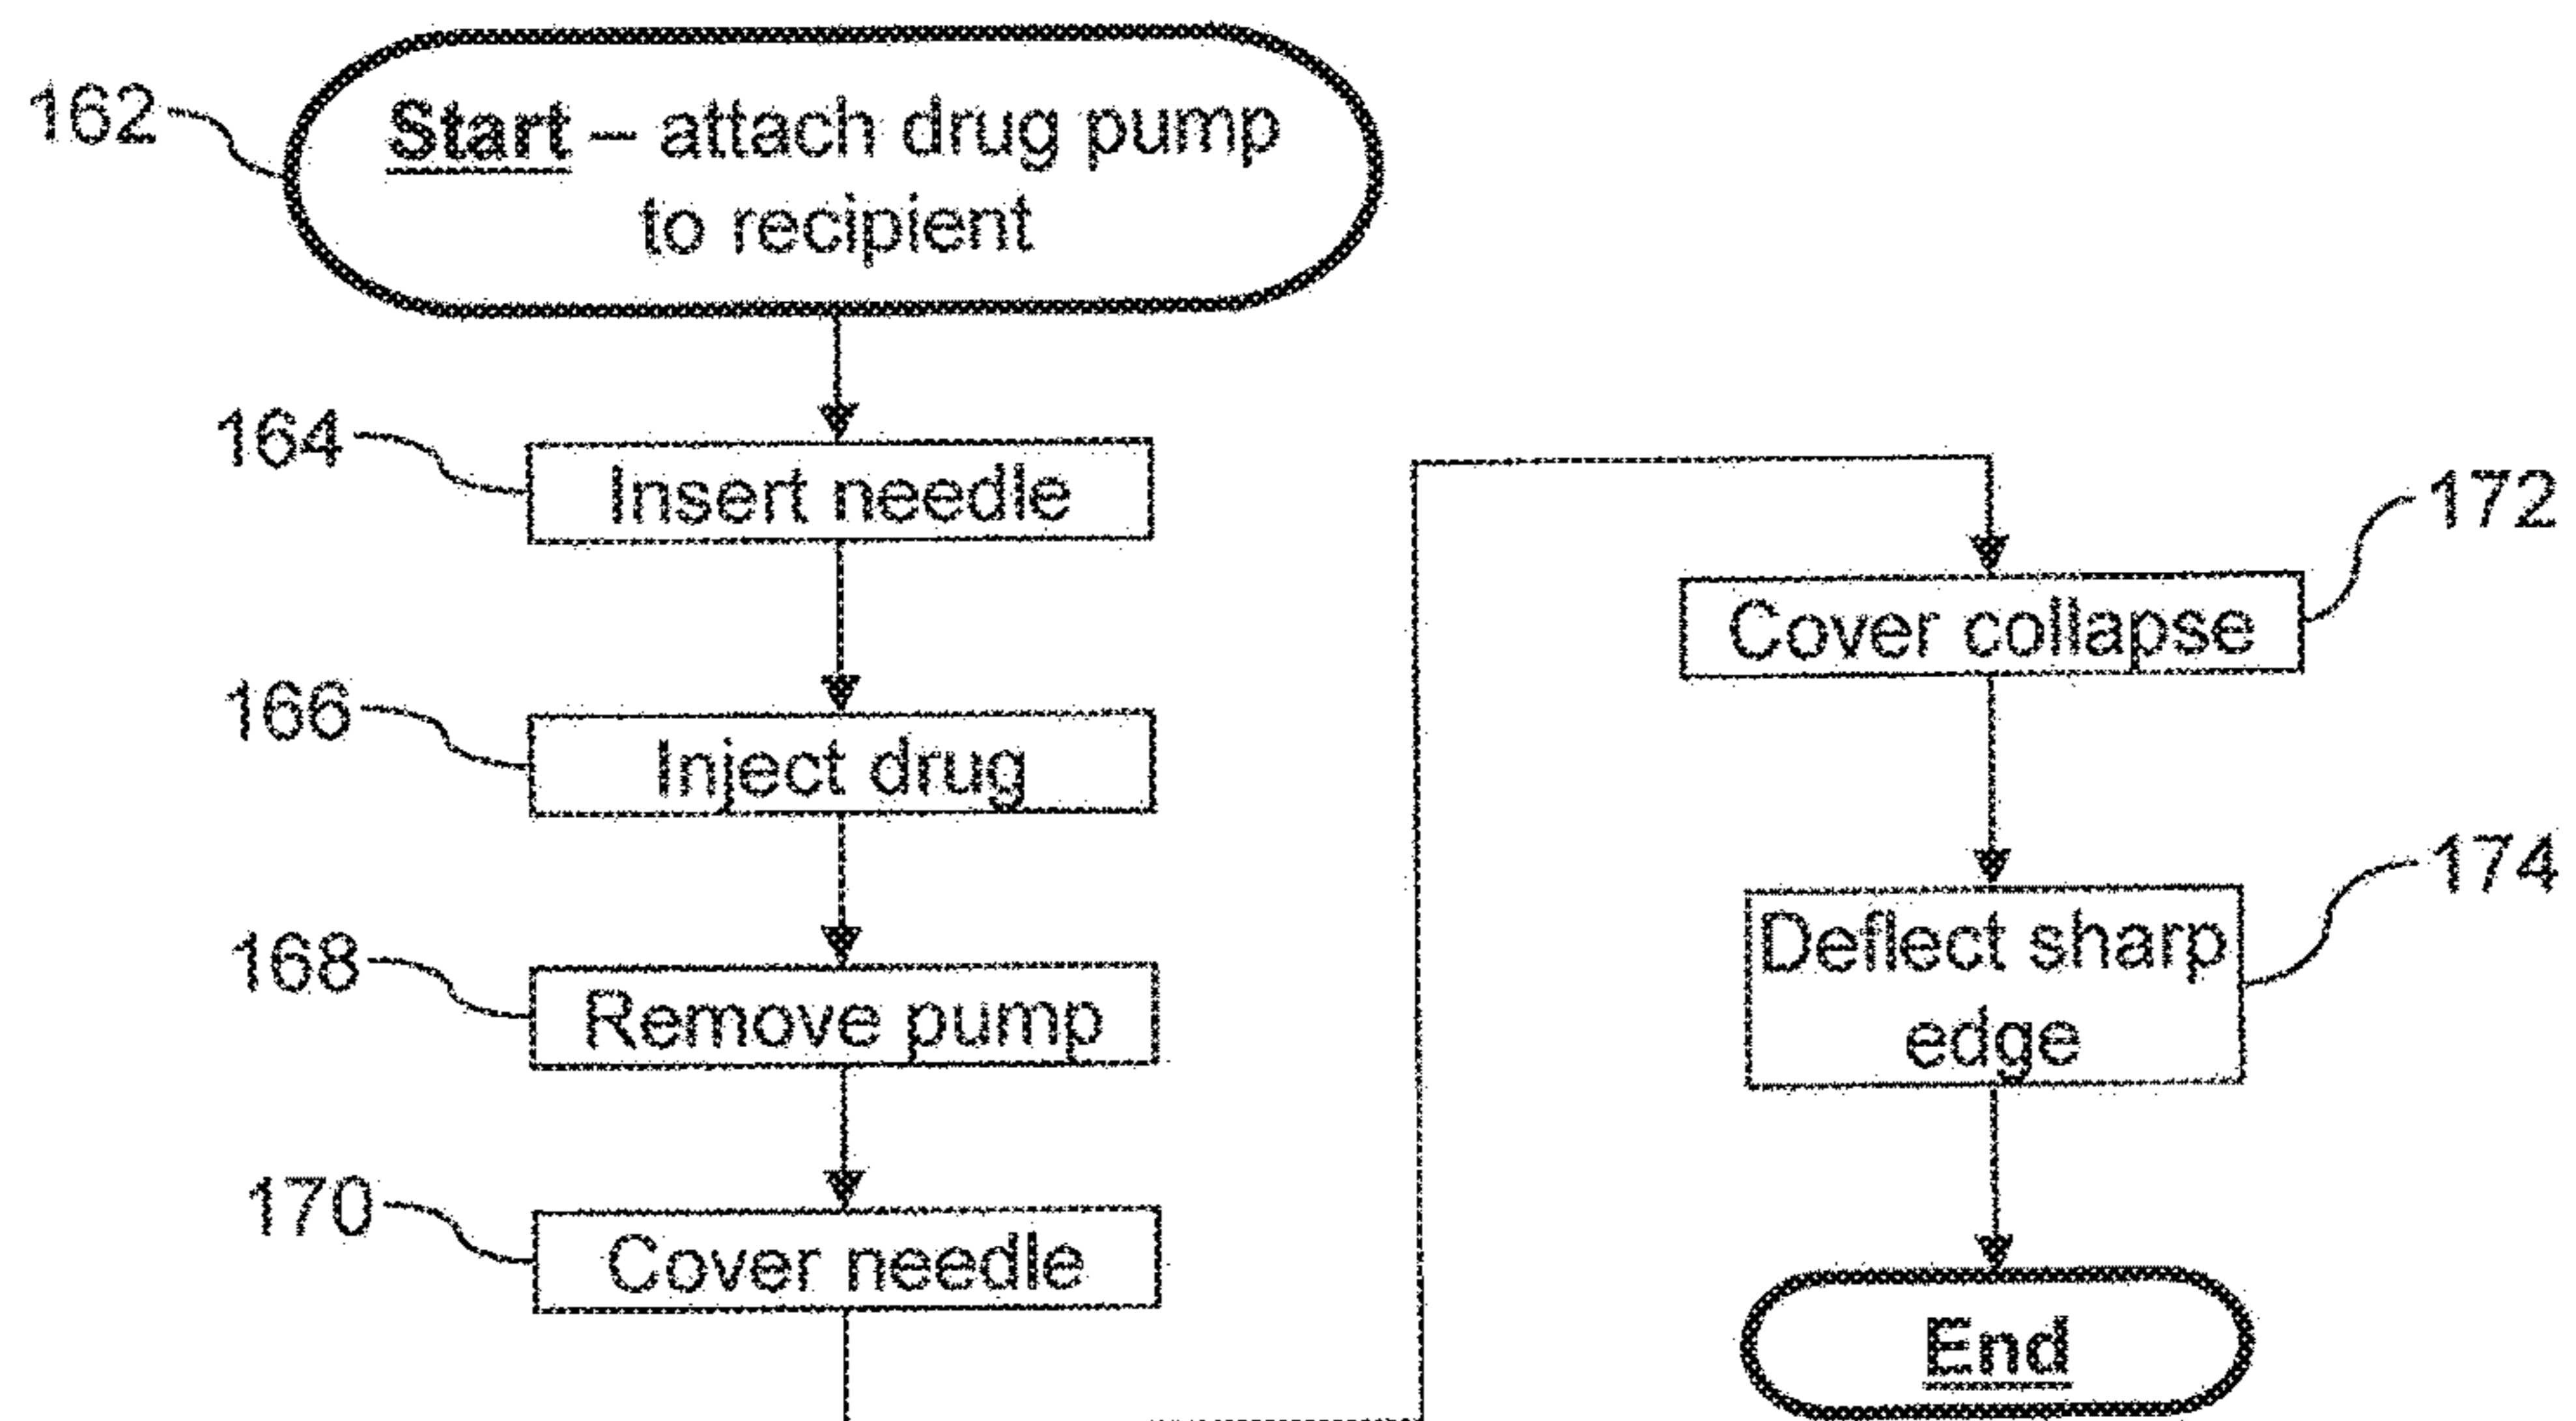 162
Start – attach drug pump
to recipient
164
Insert needle
166
Inject drug
168
Remove pump
170
Cover needle
172
Cover collapse
174
Deflect sharp
edge
End